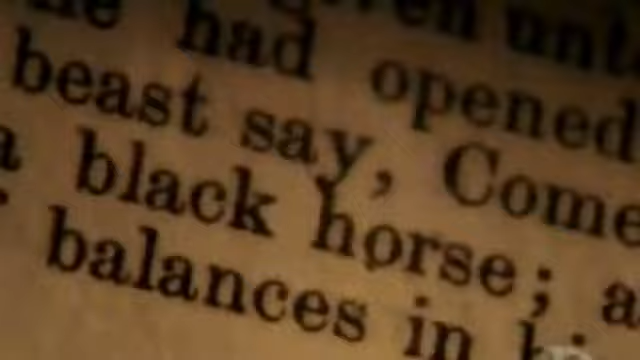 had opened
beast say, Come
black horse; a
balances in